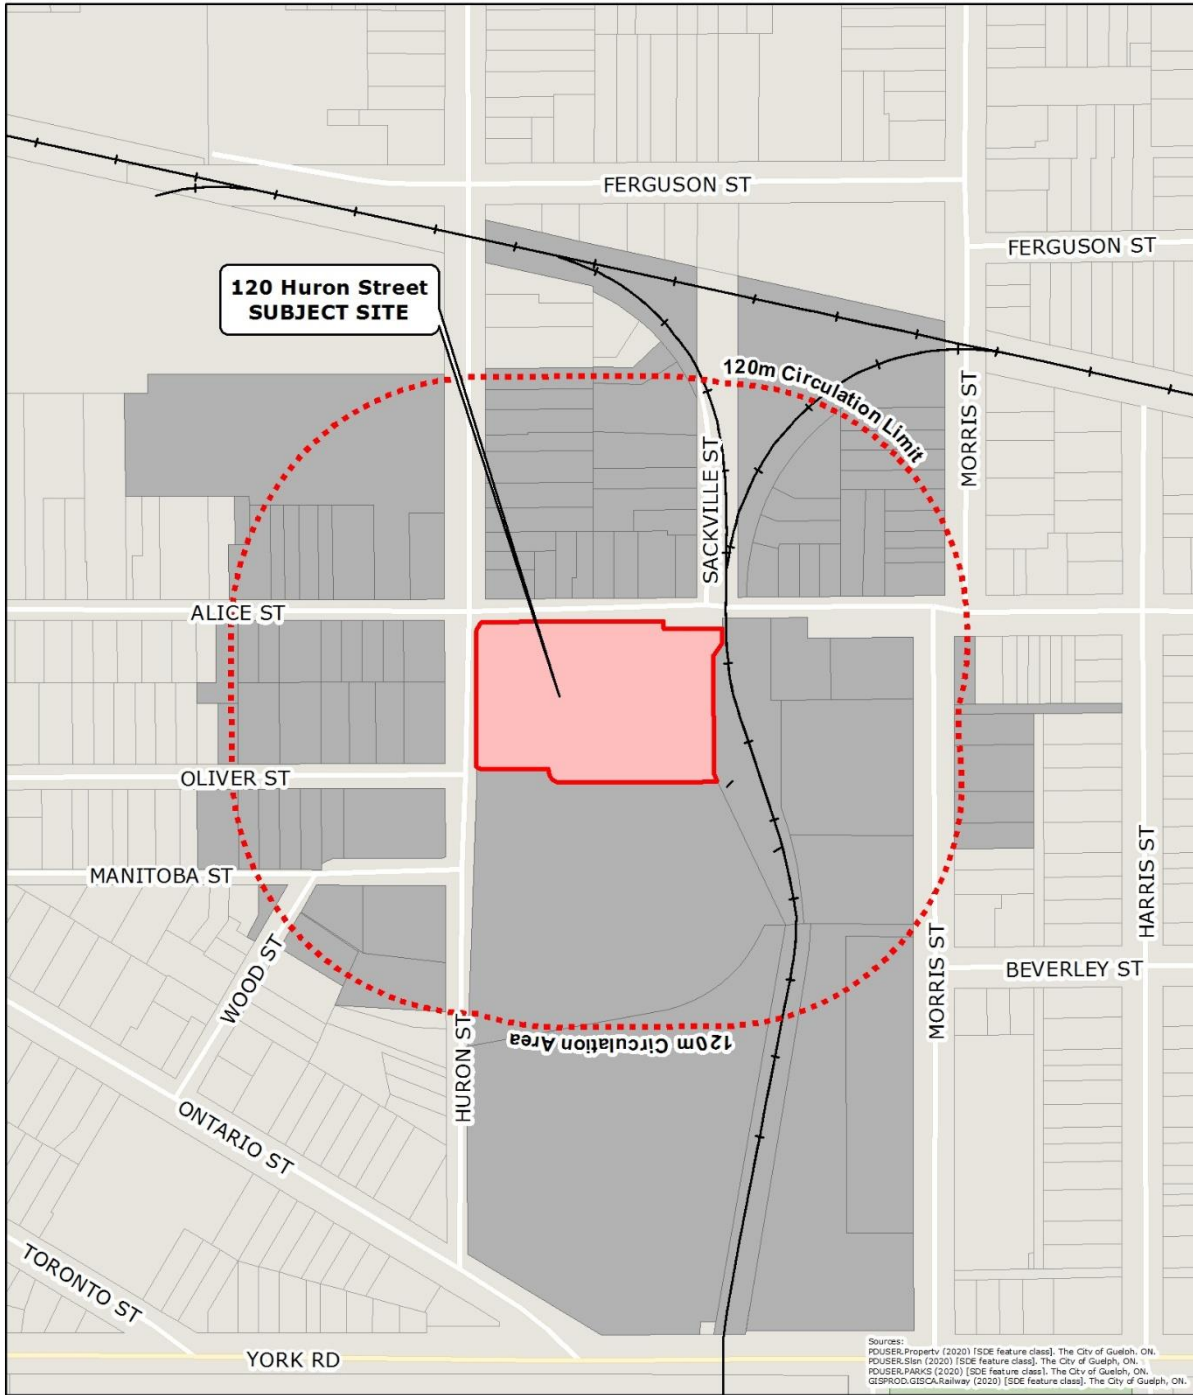 FERGUSON ST
FERGUSON ST
120 Huron Street
SUBJECT SITE
120m Circulation Limit
MORRIS ST
SACKVILLE ST
ALICE ST
OLIVER ST
MANITOBA ST
HARRIS ST
WOOD ST
MORRIS ST
BEVERLEY ST
120m Circulation Area
HURON ST
ONTARIO ST
TORONTO ST
YORK RD
Sources:
PDUSER.Property (2020) [SDE feature class]. The City of Guelph, ON.
PDUSER.Slsn (2020) [SDE feature class]. The City of Guelph, ON.
PDUSER.PARKS (2020) [SDE feature class]. The City of Guelph, ON.
GISPROD.GISCA.Railway (2020) [SDE feature class]. The City of Guelph, ON.